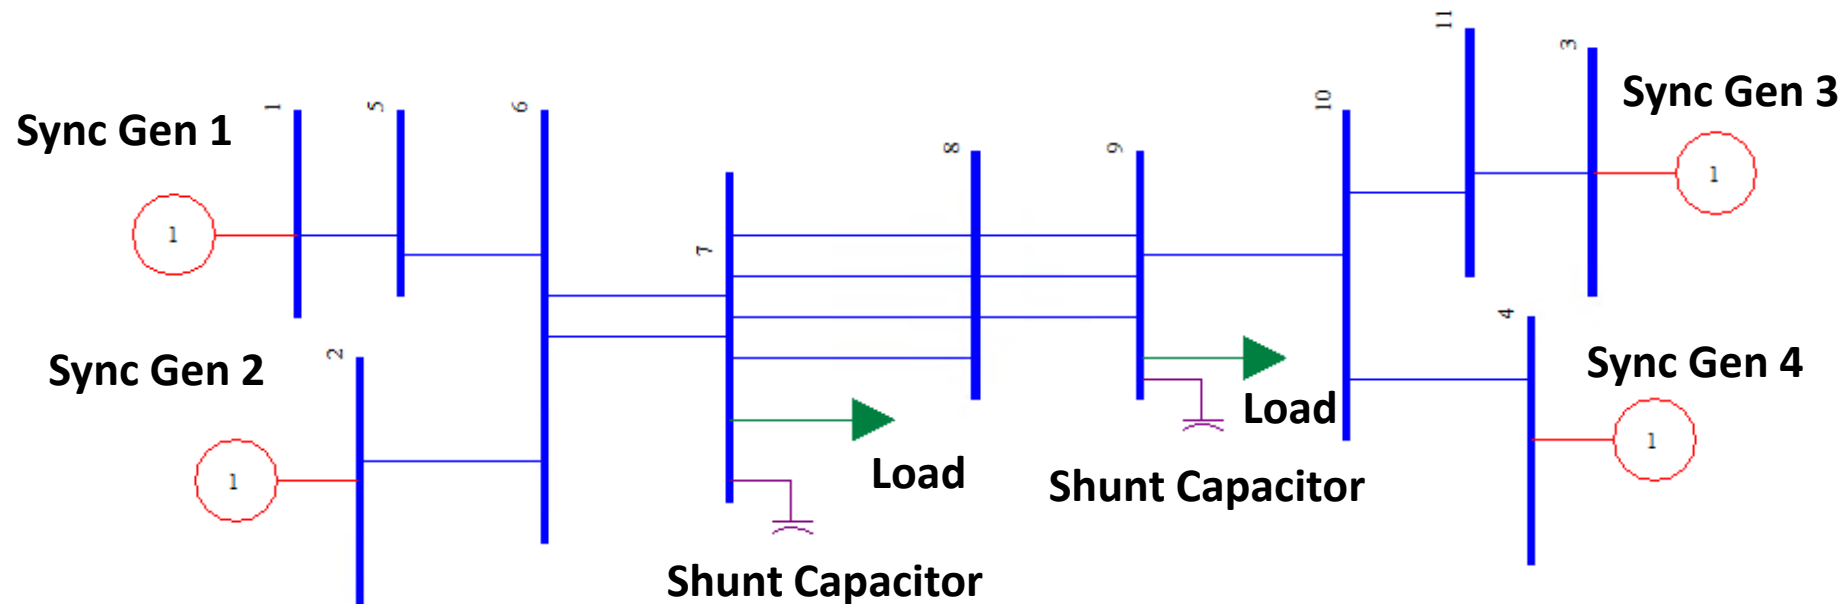 11
3
Sync Gen 3
1
5
6
10
Sync Gen 1
8
9
1
1
7
4
2
Sync Gen 2
Sync Gen 4
Load
1
Load
1
Shunt Capacitor
Shunt Capacitor